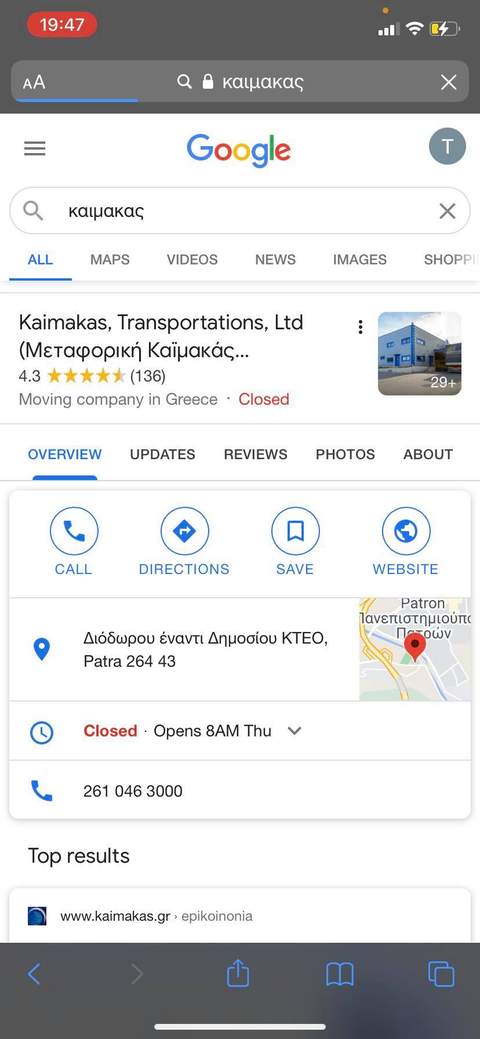 19:47
AA
καιμακας
Google
T
καιμακας
ALL MAPS VIDEOS NEWS IMAGES SHOPPI
Kaimakas, Transportations, Ltd
(Μεταφορική Καϊμακάς...
4.3 (136)
29+
Moving company in Greece · Closed
OVERVIEW UPDATES REVIEWS PHOTOS ABOUT
CALL DIRECTIONS SAVE WEBSITE
Patron
Πανεπιστημιούπο
Πατρών
Διόδωρου έναντι Δημοσίου ΚΤΕΟ,
Patra 264 43
Closed · Opens 8AM Thu
261 046 3000
Top results
www.kaimakas.gr › epikoinonia